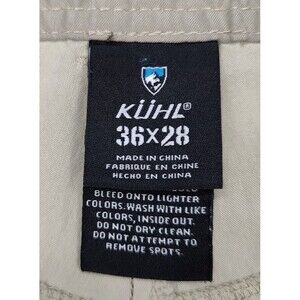 KÜHL®
36X28
MADE IN CHINA
FABRIQUE EN CHINE
HECHO EN CHINA
BLEED ONTO LIGHTER
COLORS. WASH WITH LIKE
COLORS, INSIDE OUT.
DO NOT DRY CLEAN.
DO NOT ATTEMPT TO
REMOVE SPOTS.